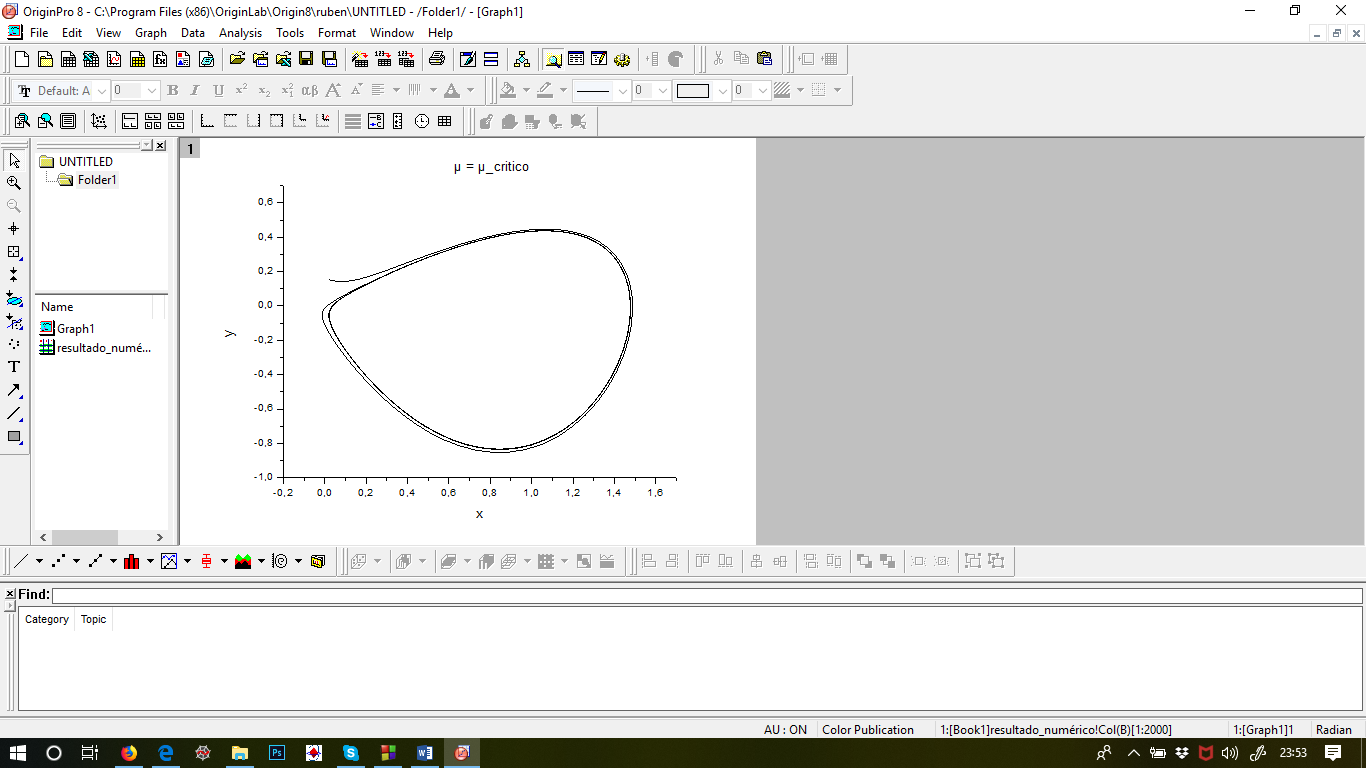 OriginPro 8 - C:\Program Files (x86)\OriginLab\Origin8\ruben\UNTITLED - /Folder1/ - [Graph1]
File Edit View Graph Data Analysis Tools Format Window Help
Default: A 0 B I U x² x₂ x₁² αβ A A A 0 0
UNTITLED
Folder1
Name
Graph1
resultado_numé...
1
μ = μ_critico
0,6
0,4
0,2
0,0
-0,2
-0,4
-0,6
-0,8
-1,0
y
-0,2 0,0 0,2 0,4 0,6 0,8 1,0 1,2 1,4 1,6
x
Find:
Category Topic
AU : ON Color Publication 1:[Book1]resultado_numérico!Col(B)[1:2000] 1:[Graph1]1 Radian
23:53